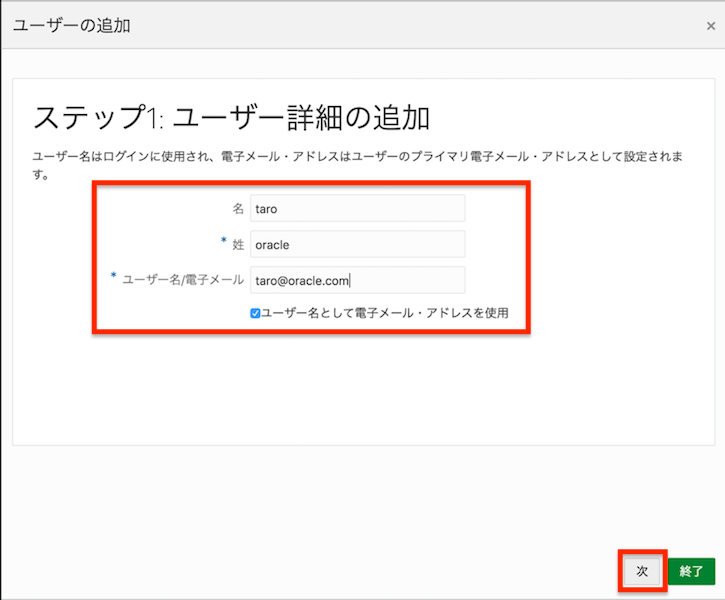 ユーザーの追加
×
ステップ1: ユーザー詳細の追加
ユーザー名はログインに使用され、電子メール・アドレスはユーザーのプライマリ電子メール・アドレスとして設定されま
す。
名 taro
* 姓 oracle
* ユーザー名/電子メール taro@oracle.com
ユーザー名として電子メール・アドレスを使用
次 終了